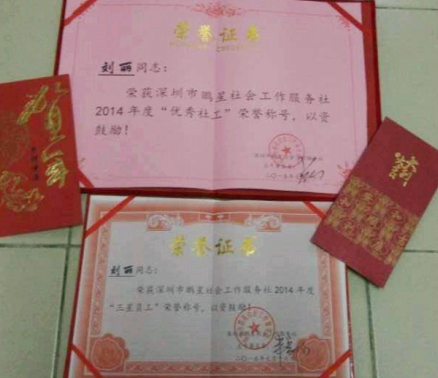 荣誉证书
刘丽同志：
荣获深圳市鹏星社会工作服务社
2014年度“优秀社工”荣誉称号，以资
鼓励！
贺
年
荣誉证书
刘丽同志：
荣获深圳市鹏星社会工作服务社2014年度
“三星员工”荣誉称号，以资鼓励！